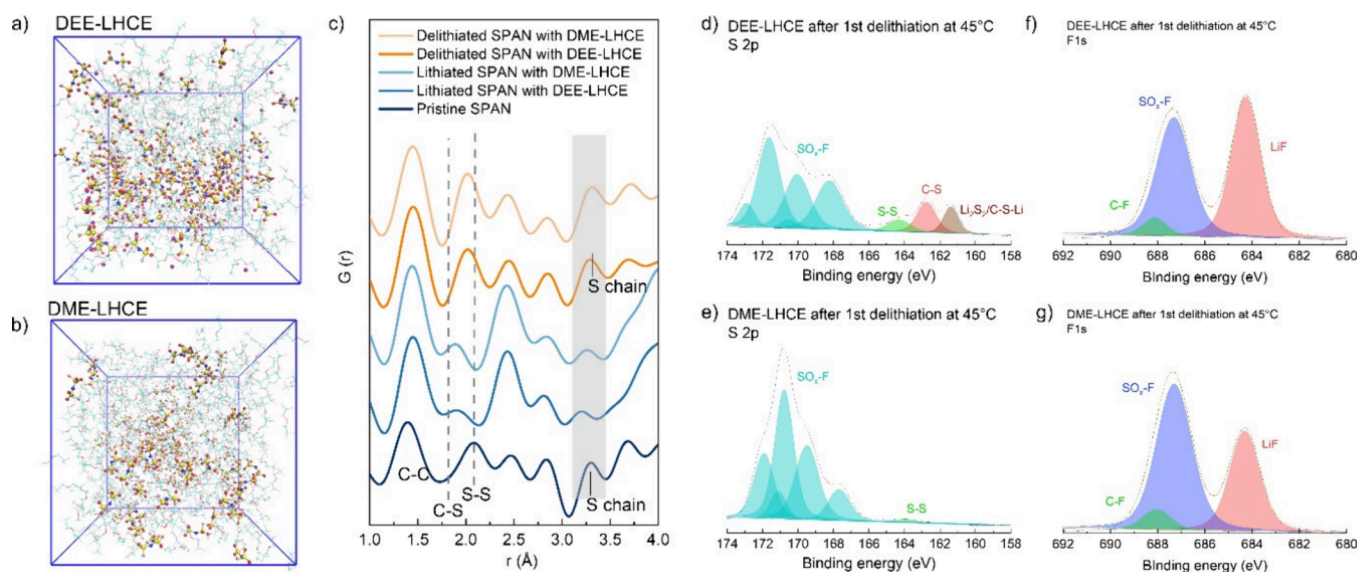 a)
DEE-LHCE
b)
DME-LHCE
c)
Delithiated SPAN with DME-LHCE
Delithiated SPAN with DEE-LHCE
Lithiated SPAN with DME-LHCE
Lithiated SPAN with DEE-LHCE
Pristine SPAN
G (r)
S chain
C-C
C-S
S-S
S chain
1.0 1.5 2.0 2.5 3.0 3.5 4.0
r (Å)
d)
DEE-LHCE after 1st delithiation at 45°C
S 2p
SOₓ-F
S-S
C-S
174 172 170 168 166 164 162 160 158
Binding energy (eV)
e)
DME-LHCE after 1st delithiation at 45°C
S 2p
SOₓ-F
S-S
174 172 170 168 166 164 162 160 158
Binding energy (eV)
f)
DEE-LHCE after 1st delithiation at 45°C
F1s
SOₓ-F
C-F
LiF
692 690 688 686 684 682 680
Binding energy (eV)
g)
DME-LHCE after 1st delithiation at 45°C
F1s
SOₓ-F
C-F
LiF
692 690 688 686 684 682 680
Binding energy (eV)